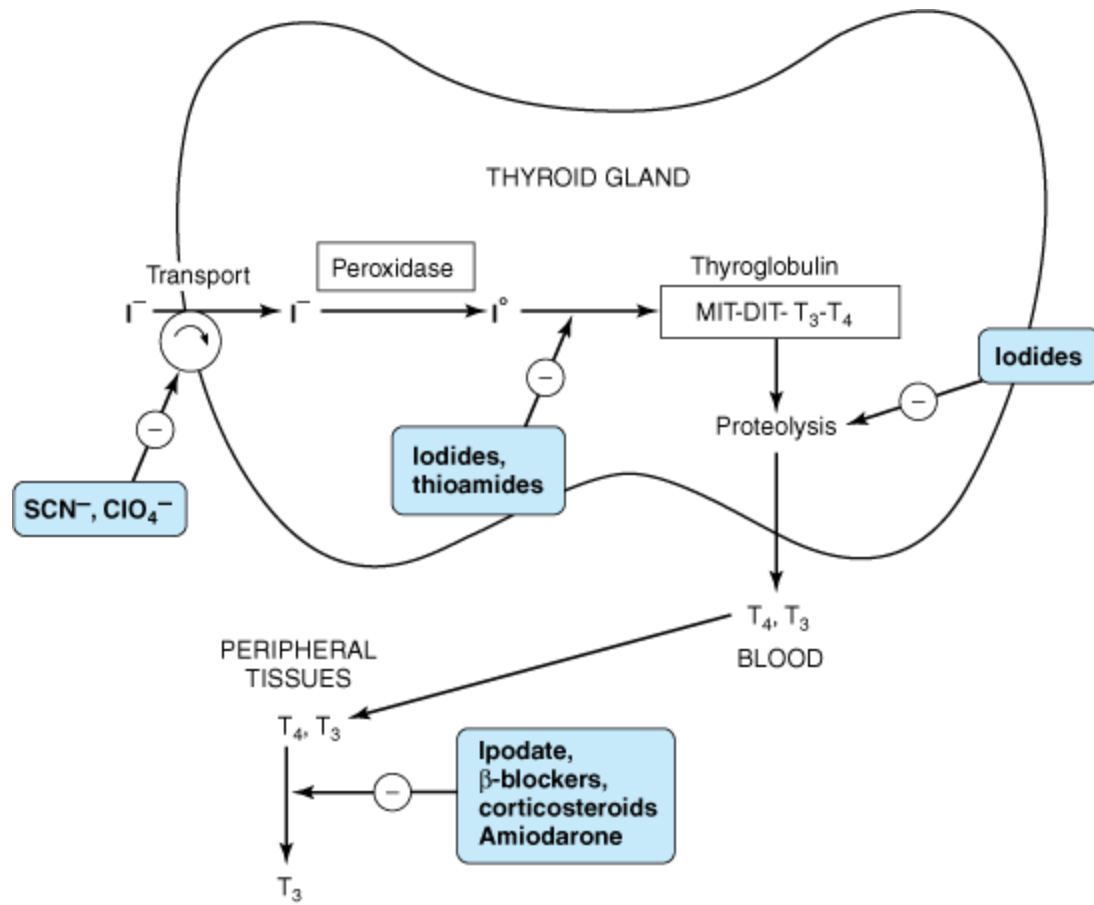 THYROID GLAND
Transport
Peroxidase
Thyroglobulin
I⁻
I⁻
I°
MIT-DIT- T₃-T₄
Iodides
−
−
−
Proteolysis
Iodides,
thioamides
SCN⁻, ClO₄⁻
T₄, T₃
BLOOD
PERIPHERAL
TISSUES
T₄, T₃
Ipodate,
β-blockers,
corticosteroids
Amiodarone
−
T₃